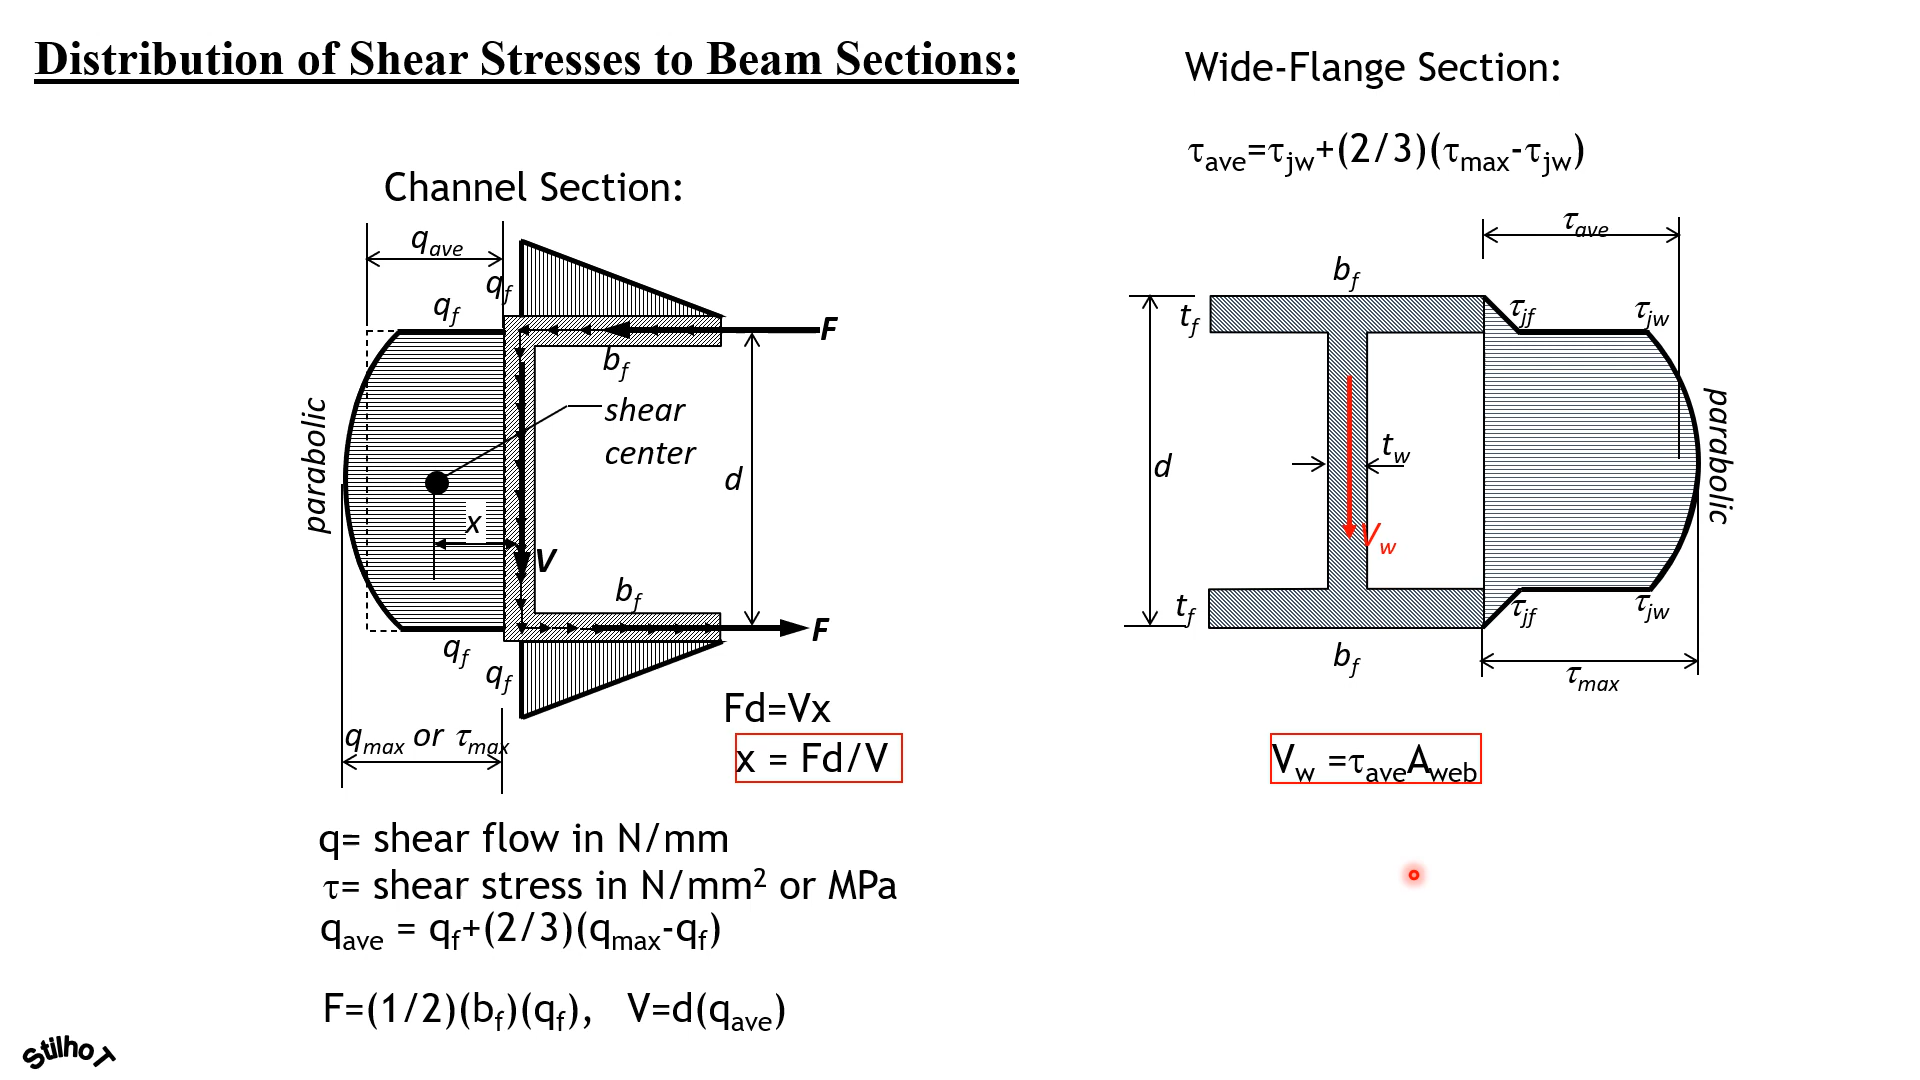 Distribution of Shear Stresses to Beam Sections:
Wide-Flange Section:
τave=τjw+(2/3)(τmax-τjw)
Channel Section:
qave
qf
qf
F
bf
parabolic
shear
center
d
x
V
bf
F
qf
qf
qmax or τmax
Fd=Vx
x = Fd/V
q= shear flow in N/mm
τ= shear stress in N/mm² or MPa
qave = qf+(2/3)(qmax-qf)
F=(1/2)(bf)(qf), V=d(qave)
τave
bf
tf
τjf
τjw
parabolic
d
tw
Vw
tf
τjf
τjw
bf
τmax
Vw =τaveAweb
StilhoT